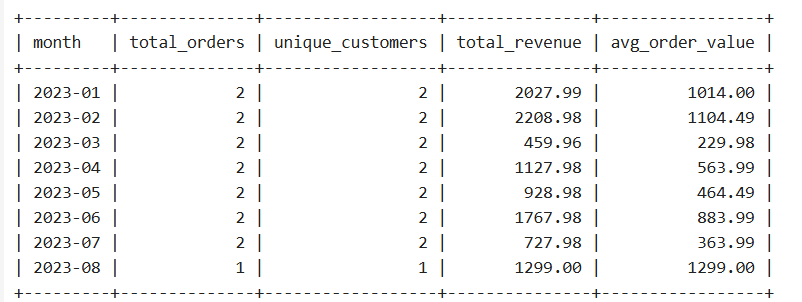 +---------+--------------+------------------+---------------+-----------------+
| month   | total_orders | unique_customers | total_revenue | avg_order_value |
+---------+--------------+------------------+---------------+-----------------+
| 2023-01 |            2 |                2 |       2027.99 |         1014.00 |
| 2023-02 |            2 |                2 |       2208.98 |         1104.49 |
| 2023-03 |            2 |                2 |        459.96 |          229.98 |
| 2023-04 |            2 |                2 |       1127.98 |          563.99 |
| 2023-05 |            2 |                2 |        928.98 |          464.49 |
| 2023-06 |            2 |                2 |       1767.98 |          883.99 |
| 2023-07 |            2 |                2 |        727.98 |          363.99 |
| 2023-08 |            1 |                1 |       1299.00 |         1299.00 |
+---------+--------------+------------------+---------------+-----------------+